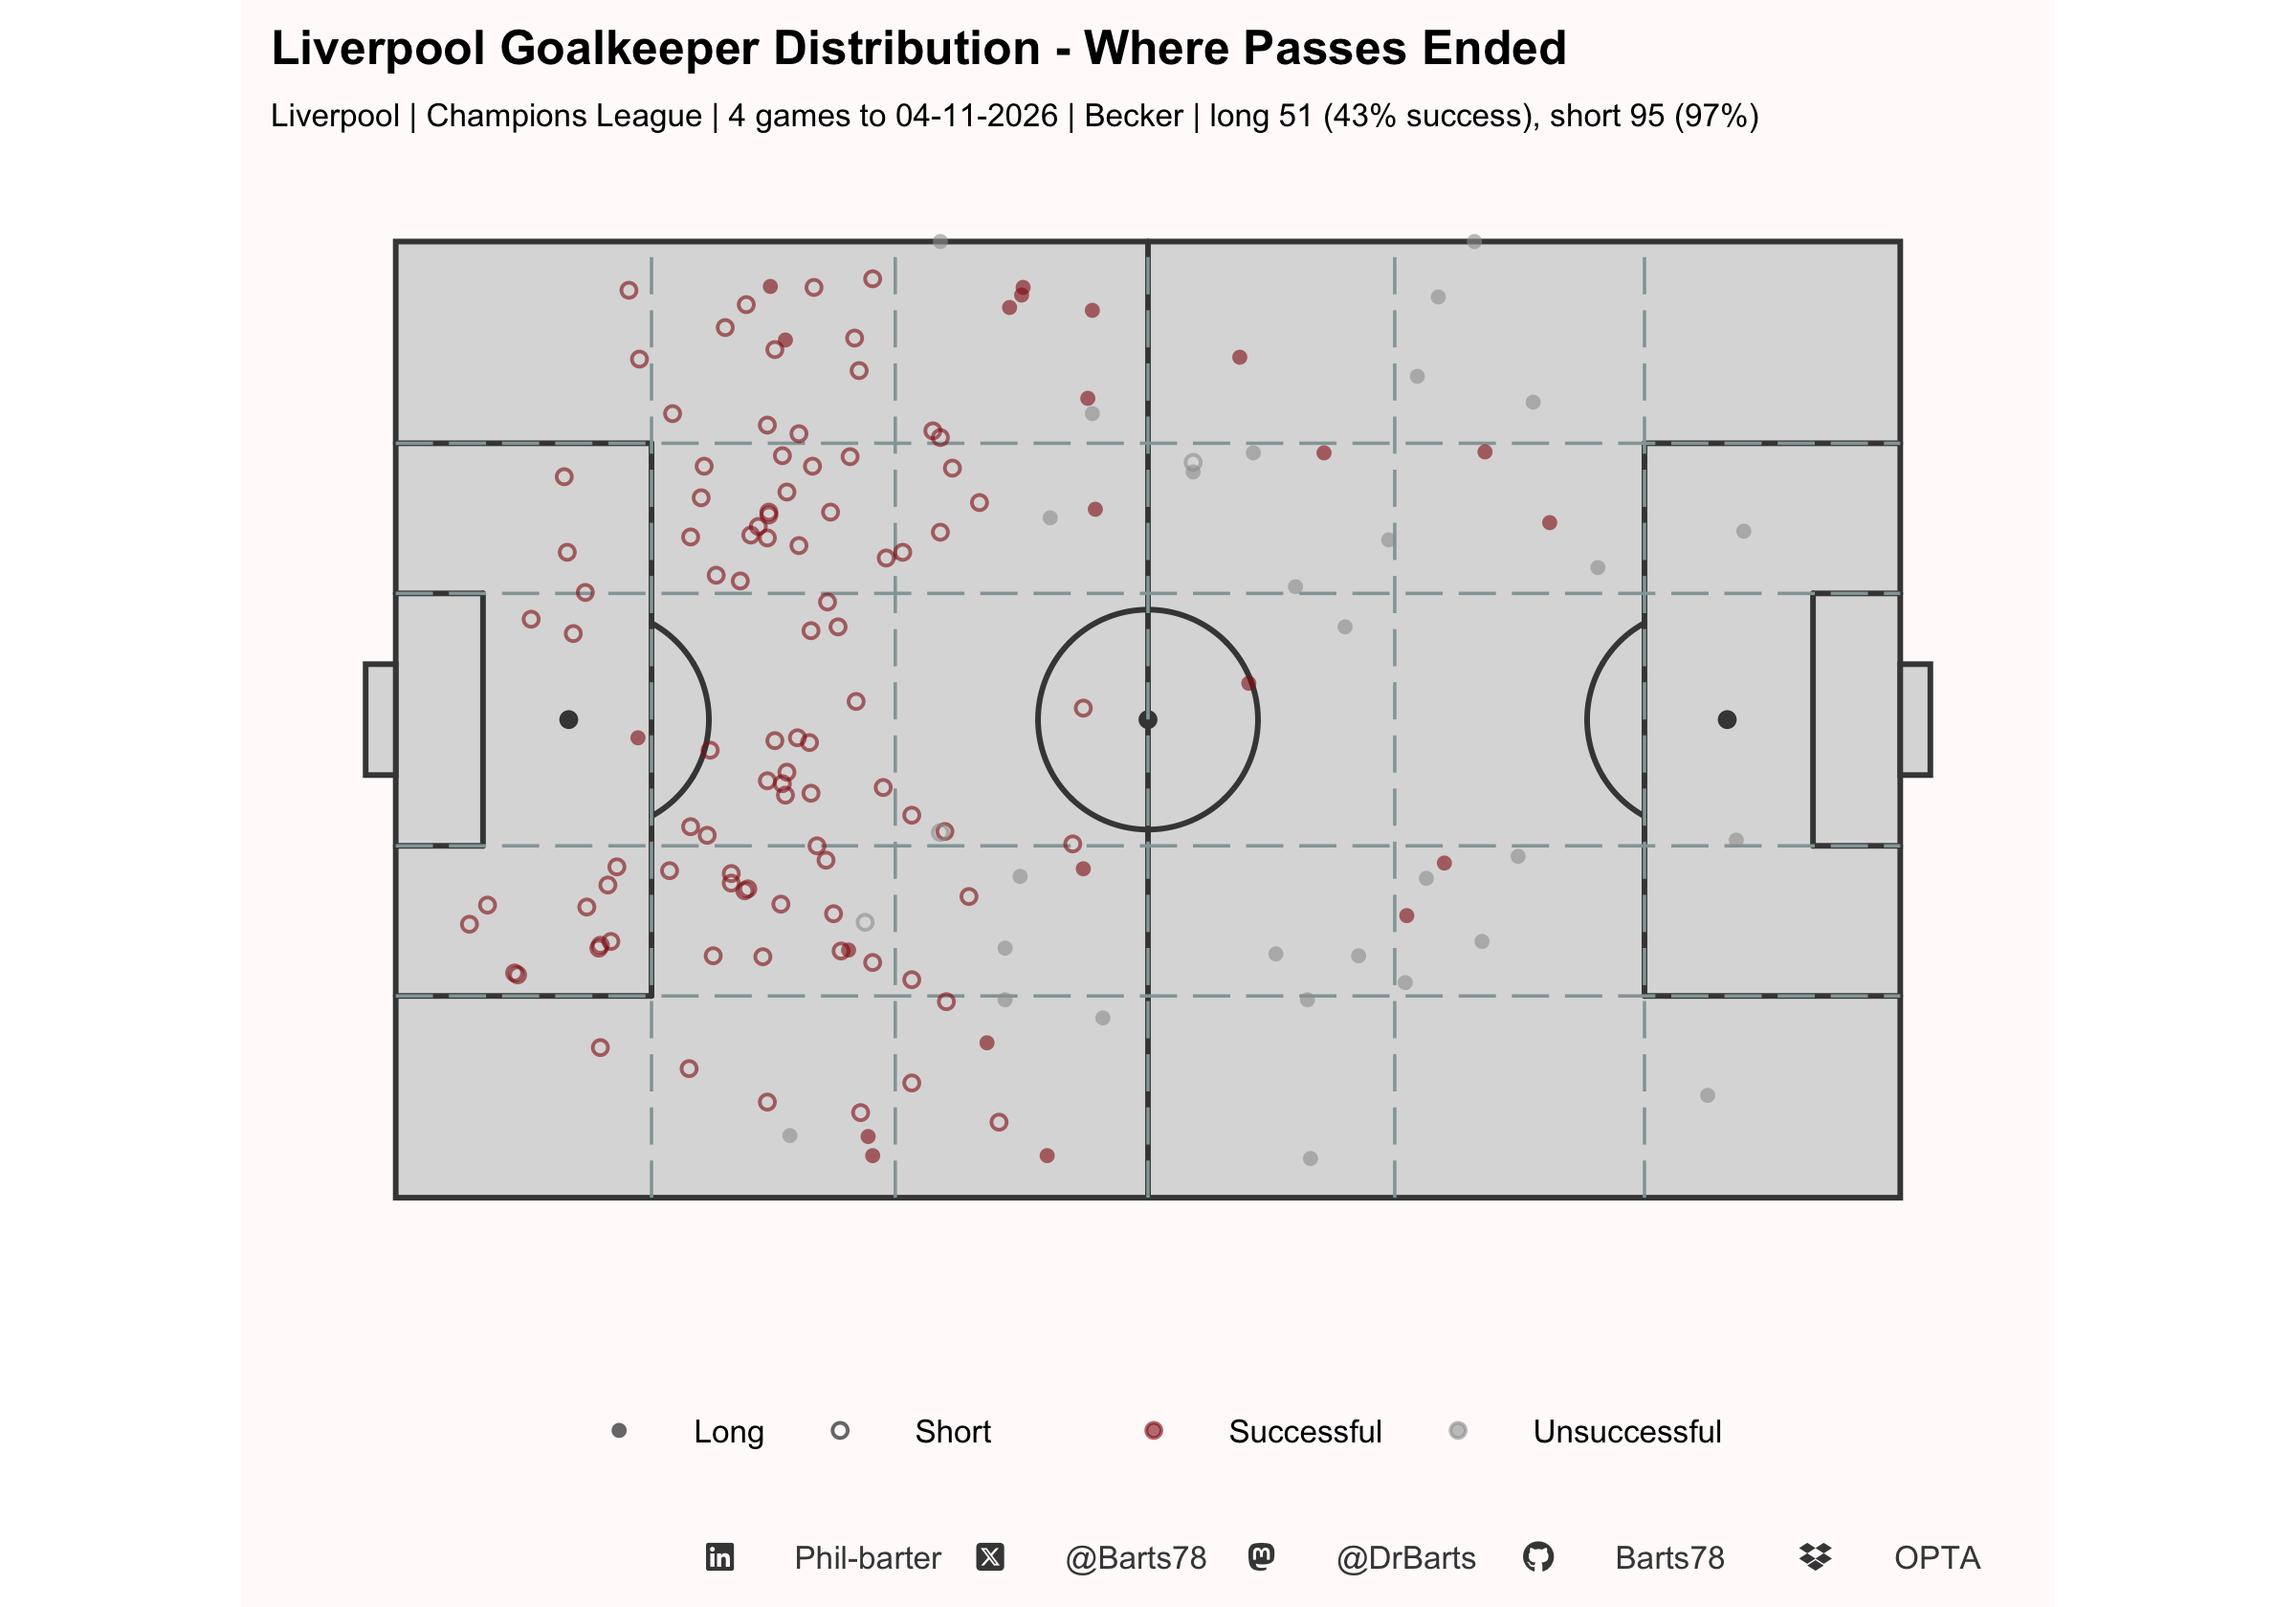 Liverpool Goalkeeper Distribution - Where Passes Ended
Liverpool | Champions League | 4 games to 04-11-2026 | Becker | long 51 (43% success), short 95 (97%)
Long Short Successful Unsuccessful
Phil-barter @Barts78 @DrBarts Barts78 OPTA